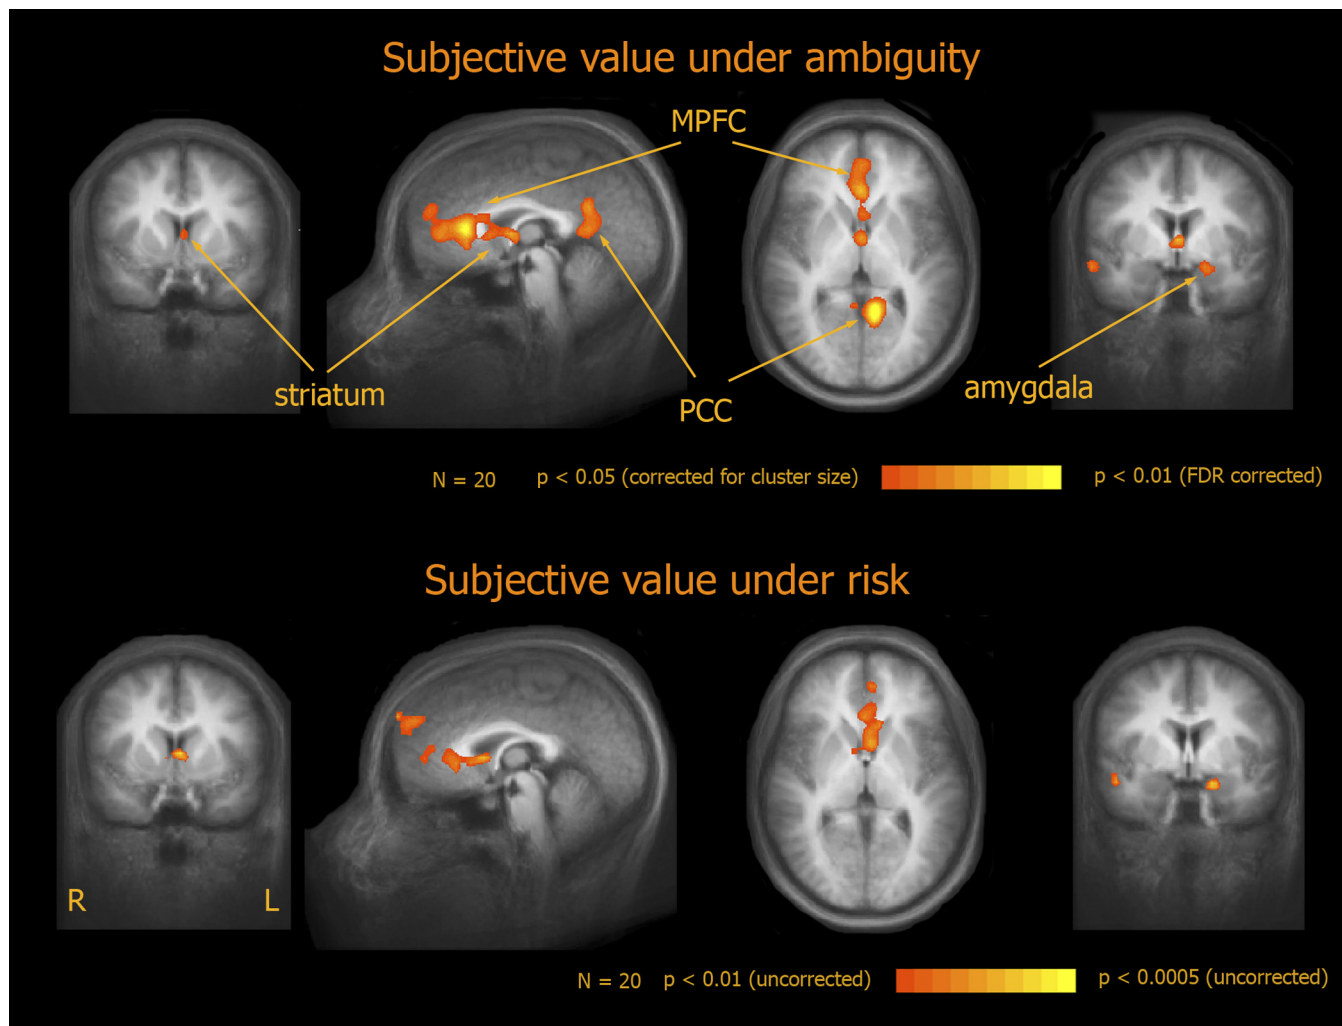 Subjective value under ambiguity
MPFC
striatum
PCC
amygdala
N = 20 p < 0.05 (corrected for cluster size) p < 0.01 (FDR corrected)
Subjective value under risk
R L
N = 20 p < 0.01 (uncorrected) p < 0.0005 (uncorrected)